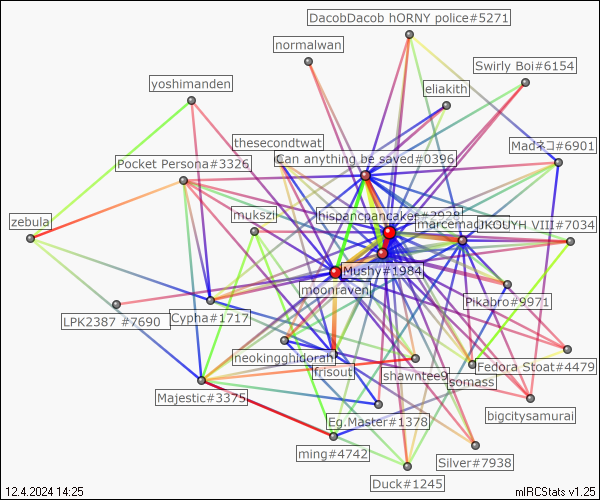 DacobDacob hORNY police#5271
normalwan
Swirly Boi#6154
yoshimanden
eliakith
thesecondtwat
Madネコ#6901
Can anything be saved#0396
Pocket Persona#3326
mukszi
hispancpancake#2928
zebula
JKOUYH VIII#7034
Mushy#1984
moonraven
Pikabro#9971
LPK2387 #7690
Cypha#1717
neokingghidorah
Fedora Stoat#4479
frisout
shawntee9
somass
Majestic#3375
bigcitysamurai
Eg.Master#1378
ming#4742
Silver#7938
Duck#1245
12.4.2024 14:25
mIRCStats v1.25